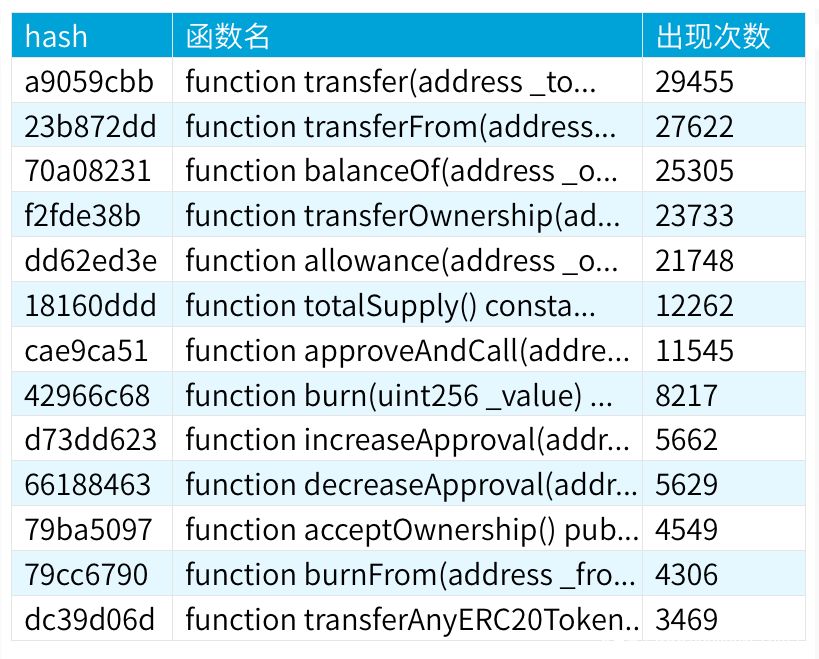 hash 函数名 出现次数
a9059cbb function transfer(address _to... 29455
23b872dd function transferFrom(address... 27622
70a08231 function balanceOf(address _o... 25305
f2fde38b function transferOwnership(ad... 23733
dd62ed3e function allowance(address _o... 21748
18160ddd function totalSupply() consta... 12262
cae9ca51 function approveAndCall(addre... 11545
42966c68 function burn(uint256 _value) ... 8217
d73dd623 function increaseApproval(addr... 5662
66188463 function decreaseApproval(addr... 5629
79ba5097 function acceptOwnership() pub... 4549
79cc6790 function burnFrom(address _fro... 4306
dc39d06d function transferAnyERC20Token.. 3469